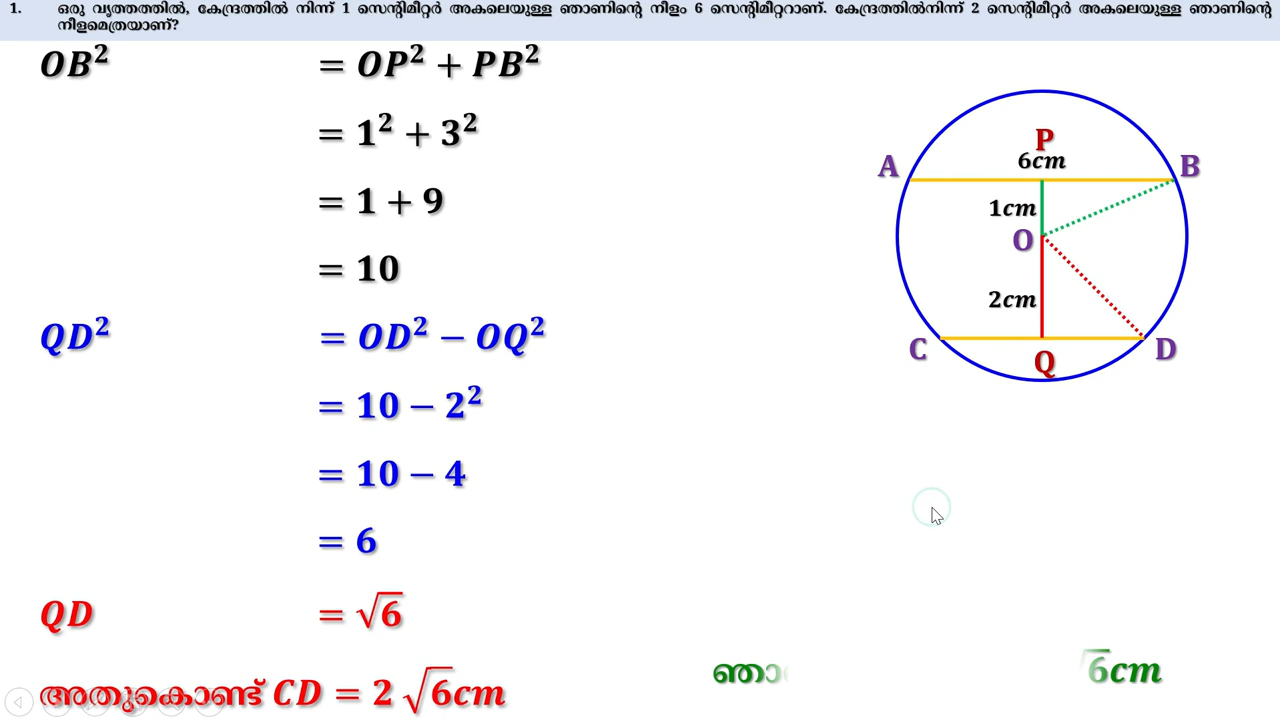 1. ഒരു വൃത്തത്തിൽ, കേന്ദ്രത്തിൽ നിന്ന് 1 സെന്റിമീറ്റർ അകലെയുള്ള ഞാണിന്റെ നീളം 6 സെന്റിമീറ്ററാണ്. കേന്ദ്രത്തിൽനിന്ന് 2 സെന്റിമീറ്റർ അകലെയുള്ള ഞാണിന്റെ
നീളമെത്രയാണ്?
OB² = OP² + PB²
= 1² + 3²
= 1 + 9
= 10
QD² = OD² − OQ²
= 10 − 2²
= 10 − 4
= 6
QD = √6
അതുകൊണ്ട് CD = 2 √6cm
P
6cm
A
B
1cm
O
2cm
C
D
Q
√6cm